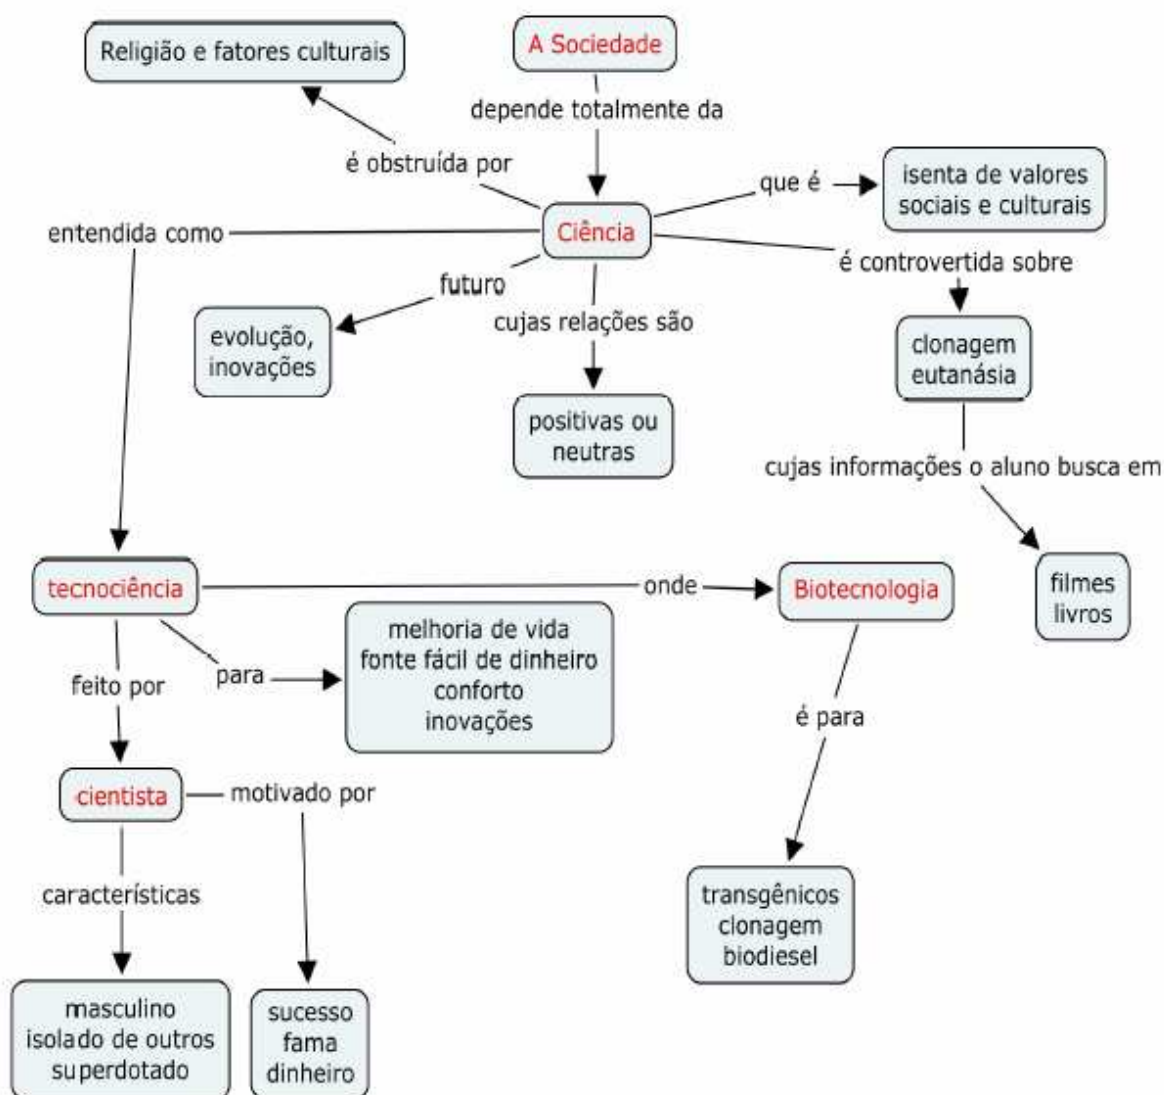 Religião e fatores culturais
A Sociedade
depende totalmente da
é obstruída por
que é
isenta de valores
sociais e culturais
entendida como
Ciência
é controvertida sobre
futuro
evolução,
inovações
cujas relações são
clonagem
eutanásia
positivas ou
neutras
cujas informações o aluno busca em
tecnociência
onde
Biotecnologia
filmes
livros
melhoria de vida
fonte fácil de dinheiro
conforto
inovações
feito por
para
é para
cientista
motivado por
característícas
transgênicos
clonagem
biodiesel
masculino
isolado de outros
superdotado
sucesso
fama
dinheiro